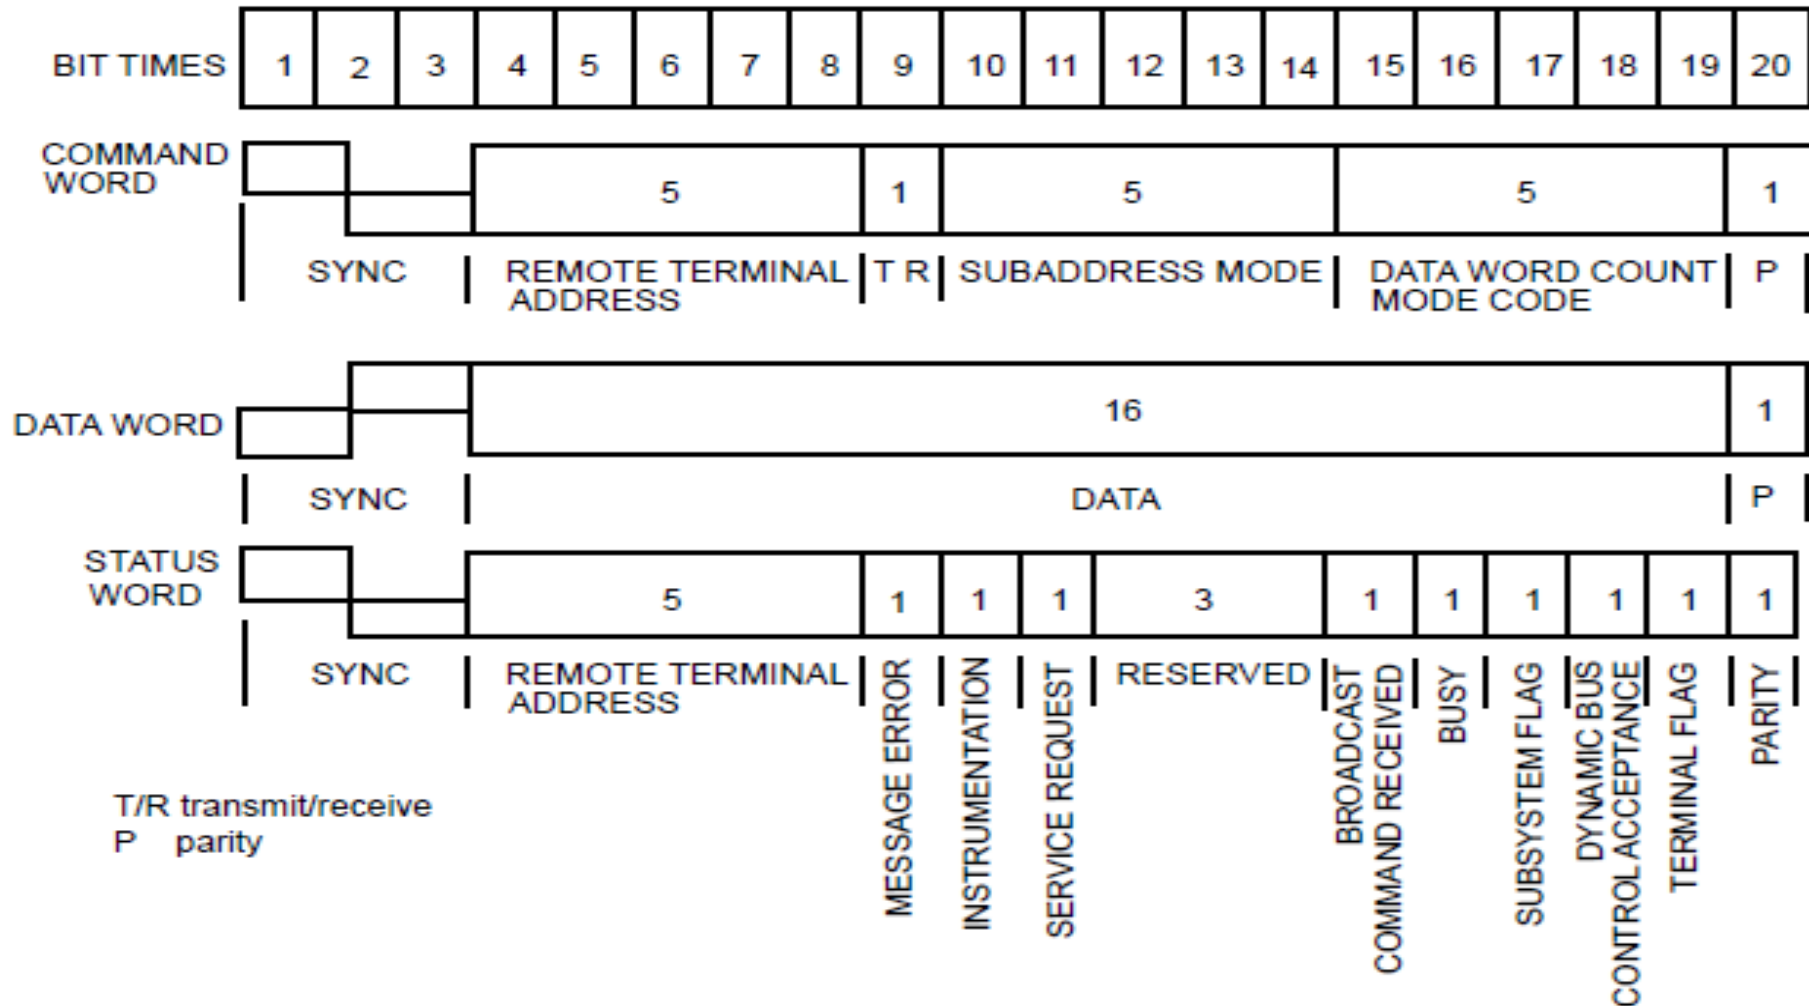 BIT TIMES 1 2 3 4 5 6 7 8 9 10 11 12 13 14 15 16 17 18 19 20
COMMAND
WORD
5 1 5 5 1
SYNC REMOTE TERMINAL T R SUBADDRESS MODE DATA WORD COUNT P
ADDRESS MODE CODE
DATA WORD 16 1
SYNC DATA P
STATUS
WORD
5 1 1 1 3 1 1 1 1 1 1
SYNC REMOTE TERMINAL RESERVED
ADDRESS
MESSAGE ERROR
INSTRUMENTATION
SERVICE REQUEST
BROADCAST
COMMAND RECEIVED
BUSY
SUBSYSTEM FLAG
DYNAMIC BUS
CONTROL ACCEPTANCE
TERMINAL FLAG
PARITY
T/R transmit/receive
P parity